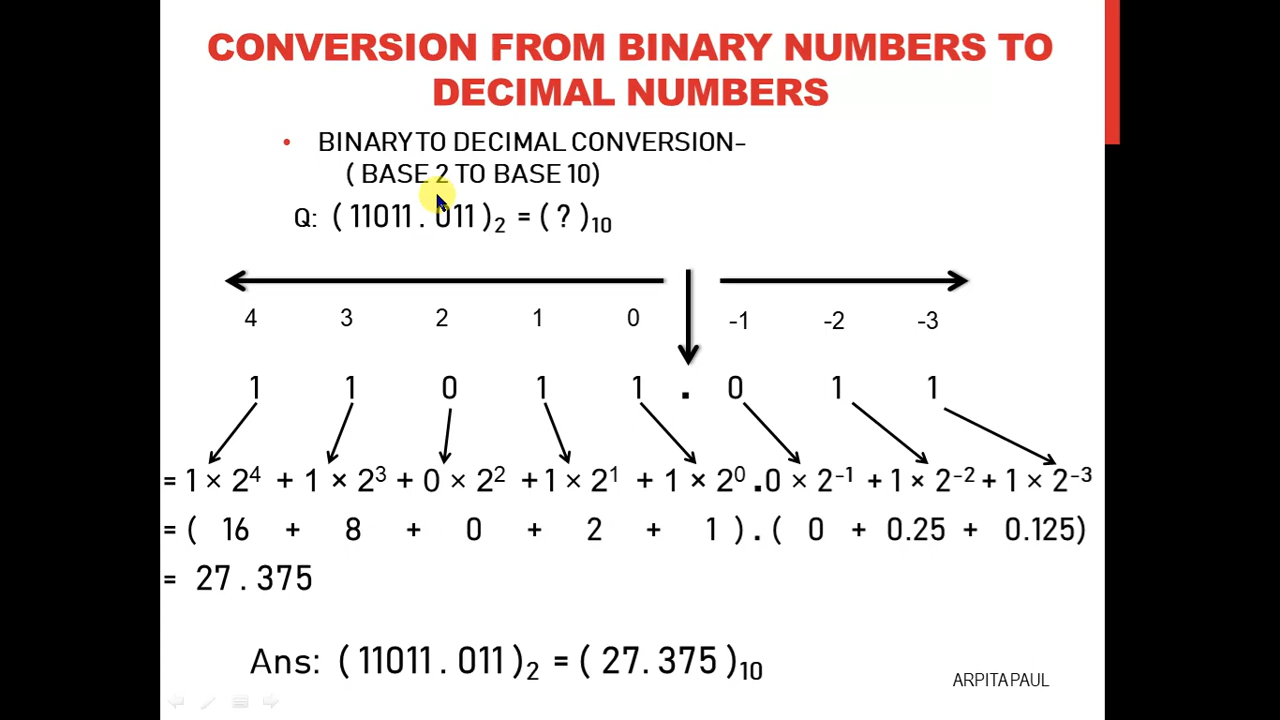 CONVERSION FROM BINARY NUMBERS TO
DECIMAL NUMBERS
• BINARY TO DECIMAL CONVERSION-
( BASE 2 TO BASE 10)
Q: ( 11011 . 011 )₂ = ( ? )₁₀
4 3 2 1 0 -1 -2 -3
1 1 0 1 1 . 0 1 1
= 1 × 2⁴ + 1 × 2³ + 0 × 2² + 1 × 2¹ + 1 × 2⁰ . 0 × 2⁻¹ + 1 × 2⁻² + 1 × 2⁻³
= ( 16 + 8 + 0 + 2 + 1 ) . ( 0 + 0.25 + 0.125)
= 27 . 375
Ans: ( 11011 . 011 )₂ = ( 27. 375 )₁₀
ARPITA PAUL